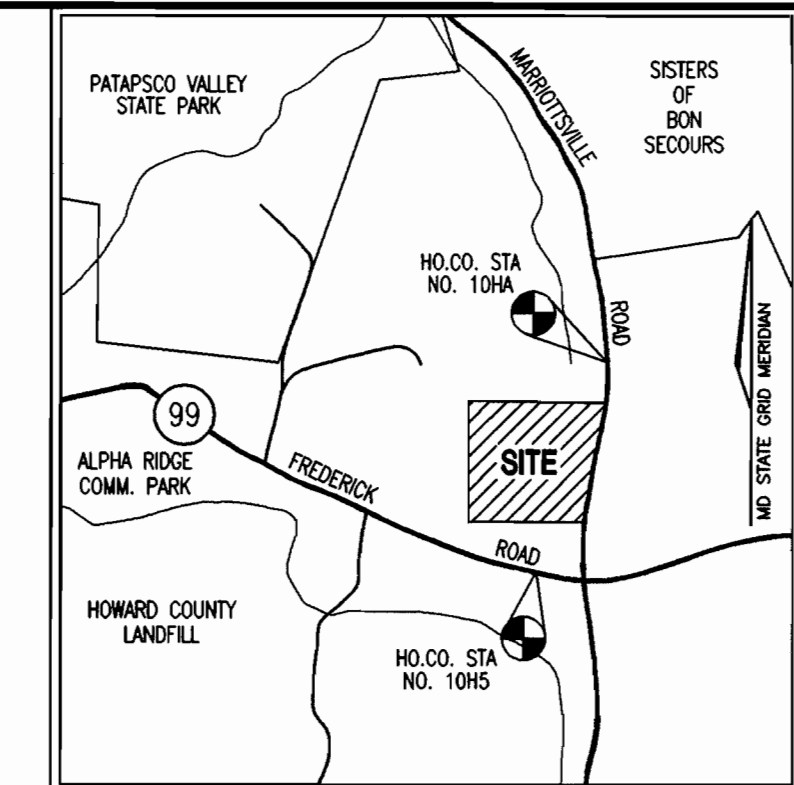 PATAPSCO VALLEY
STATE PARK
MARRIOTTSVILLE
ROAD
SISTERS
OF
BON
SECOURS
HO.CO. STA
NO. 10HA
MD STATE GRID MERIDIAN
99
ALPHA RIDGE
COMM. PARK
FREDERICK
ROAD
SITE
HOWARD COUNTY
LANDFILL
HO.CO. STA
NO. 10H5